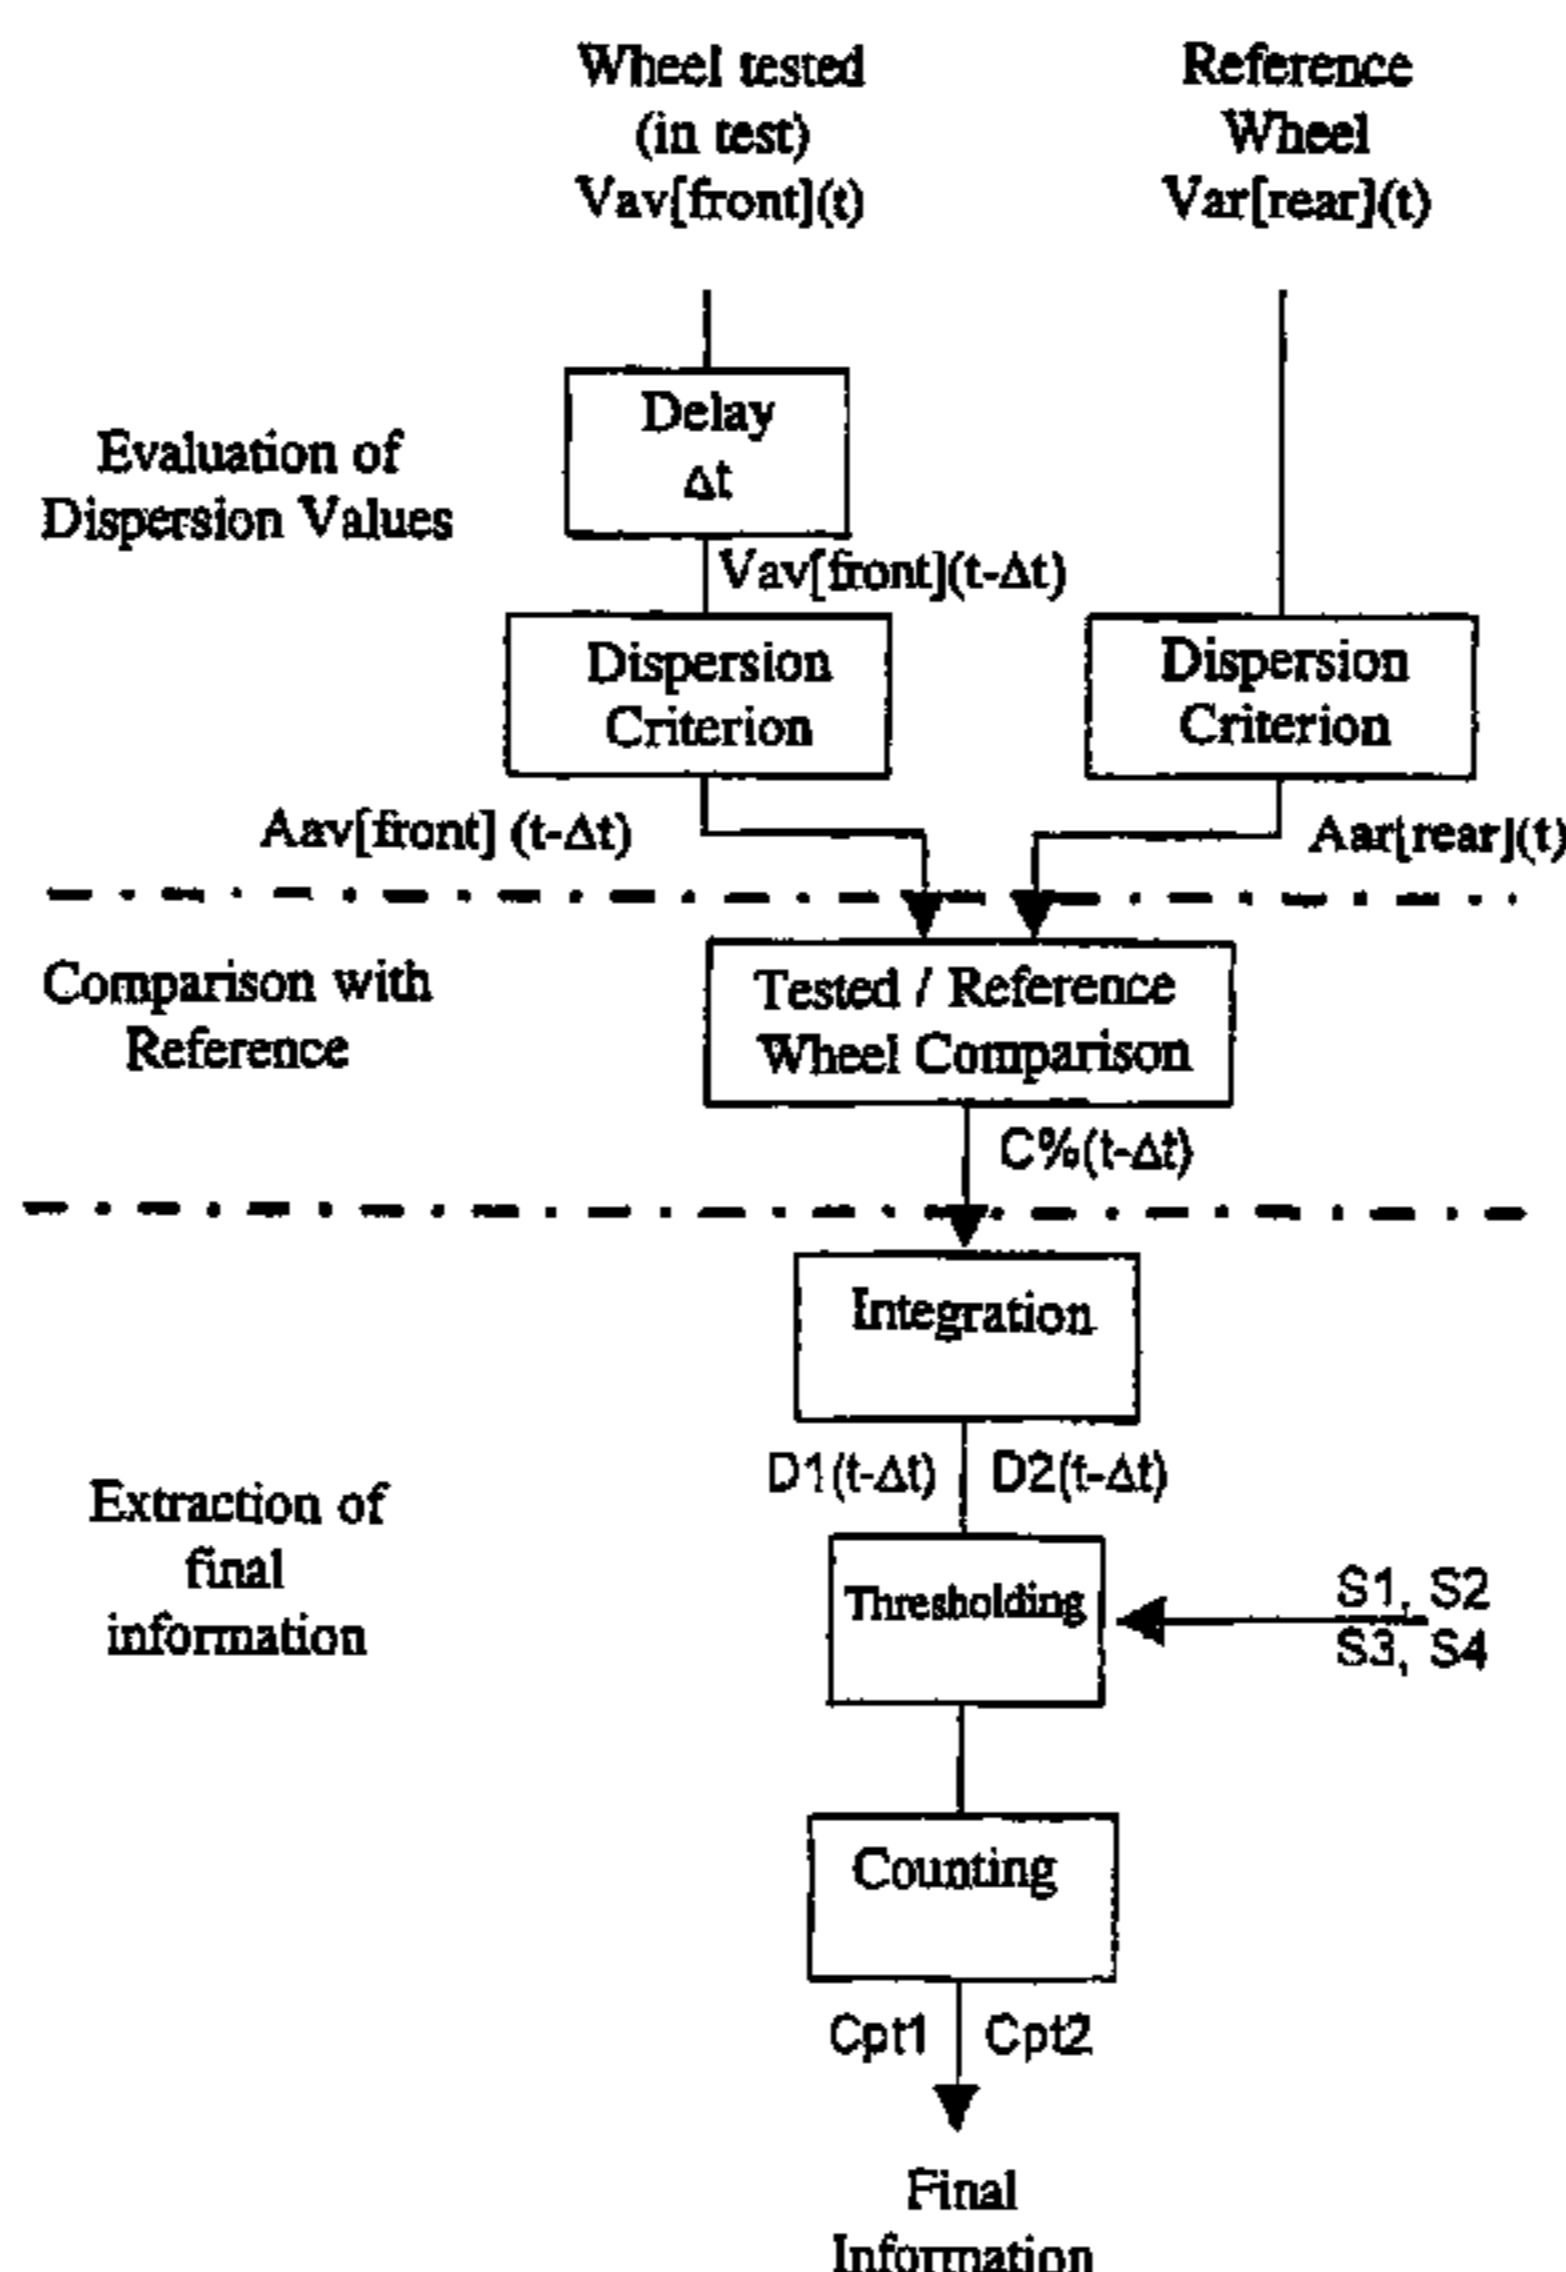 Wheel tested
(in test)
Vav[front](t)
Reference
Wheel
Var[rear](t)
Delay
Δt
Evaluation of
Dispersion Values
Vav[front](t-Δt)
Dispersion
Criterion
Dispersion
Criterion
Aav[front] (t-Δt)
Aar[rear](t)
Comparison with
Reference
Tested / Reference
Wheel Comparison
C%(t-Δt)
Integration
D1(t-Δt) D2(t-Δt)
Extraction of
final
information
Thresholding
S1, S2
S3, S4
Counting
Cpt1 Cpt2
Final
Information